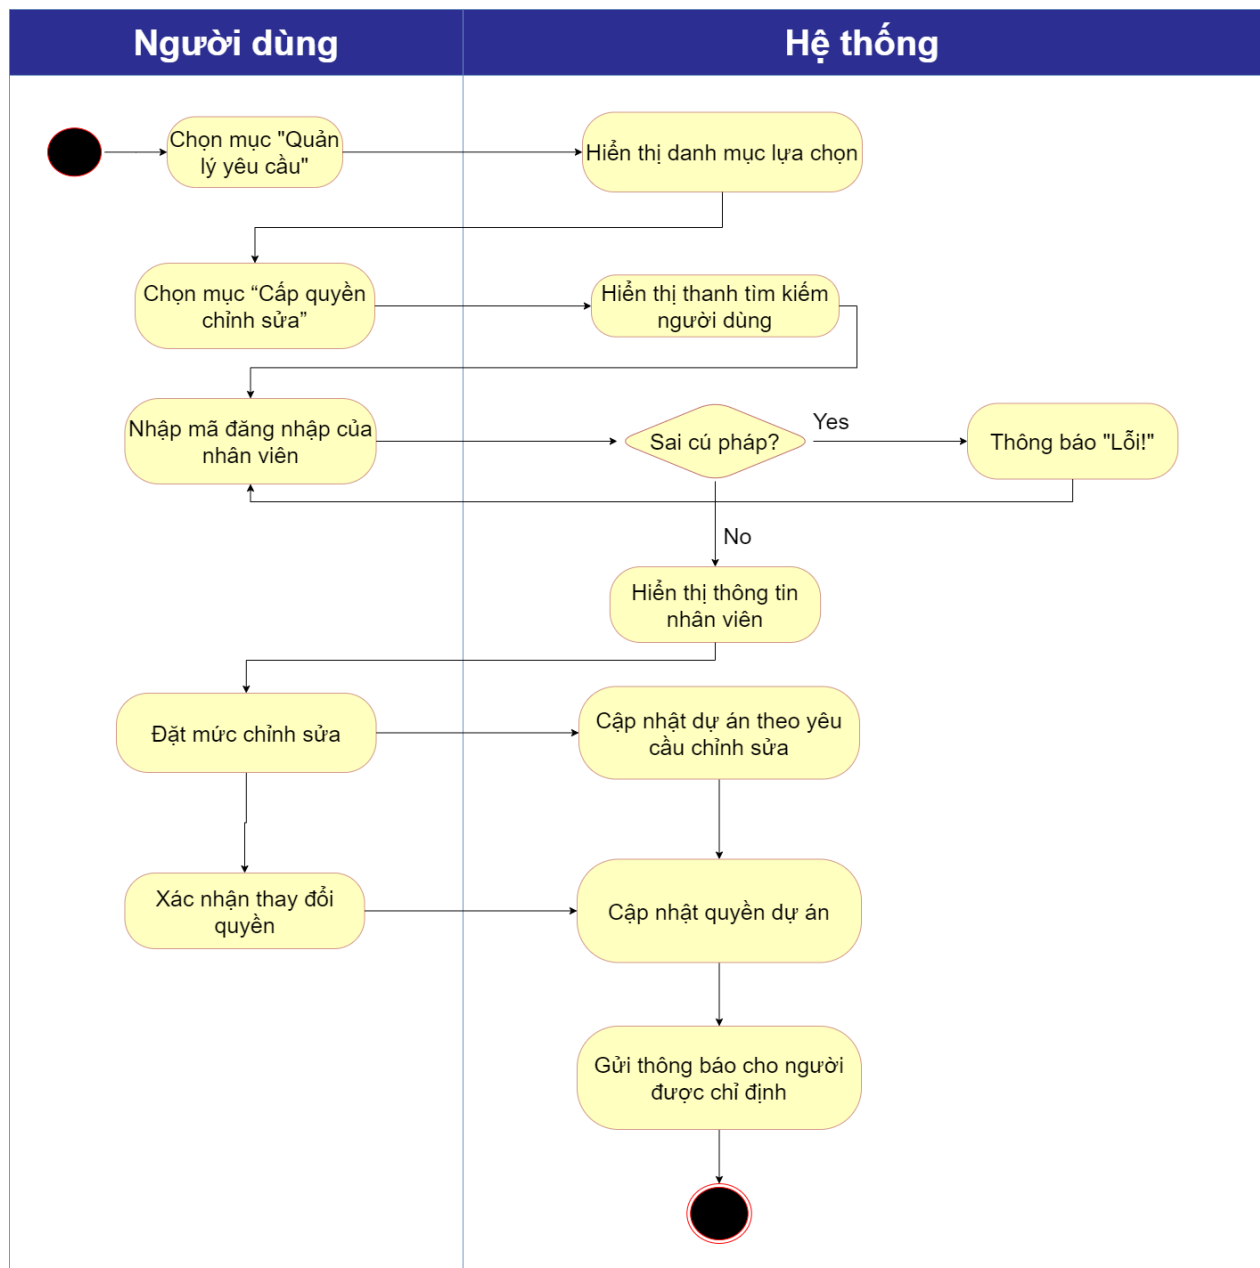 Người dùng
Hệ thống
Chọn mục "Quản
lý yêu cầu"
Hiển thị danh mục lựa chọn
Chọn mục “Cấp quyền
chỉnh sửa”
Hiển thị thanh tìm kiếm
người dùng
Nhập mã đăng nhập của
nhân viên
Sai cú pháp?
Yes
Thông báo "Lỗi!"
No
Hiển thị thông tin
nhân viên
Đặt mức chỉnh sửa
Cập nhật dự án theo yêu
cầu chỉnh sửa
Xác nhận thay đổi
quyền
Cập nhật quyền dự án
Gửi thông báo cho người
được chỉ định